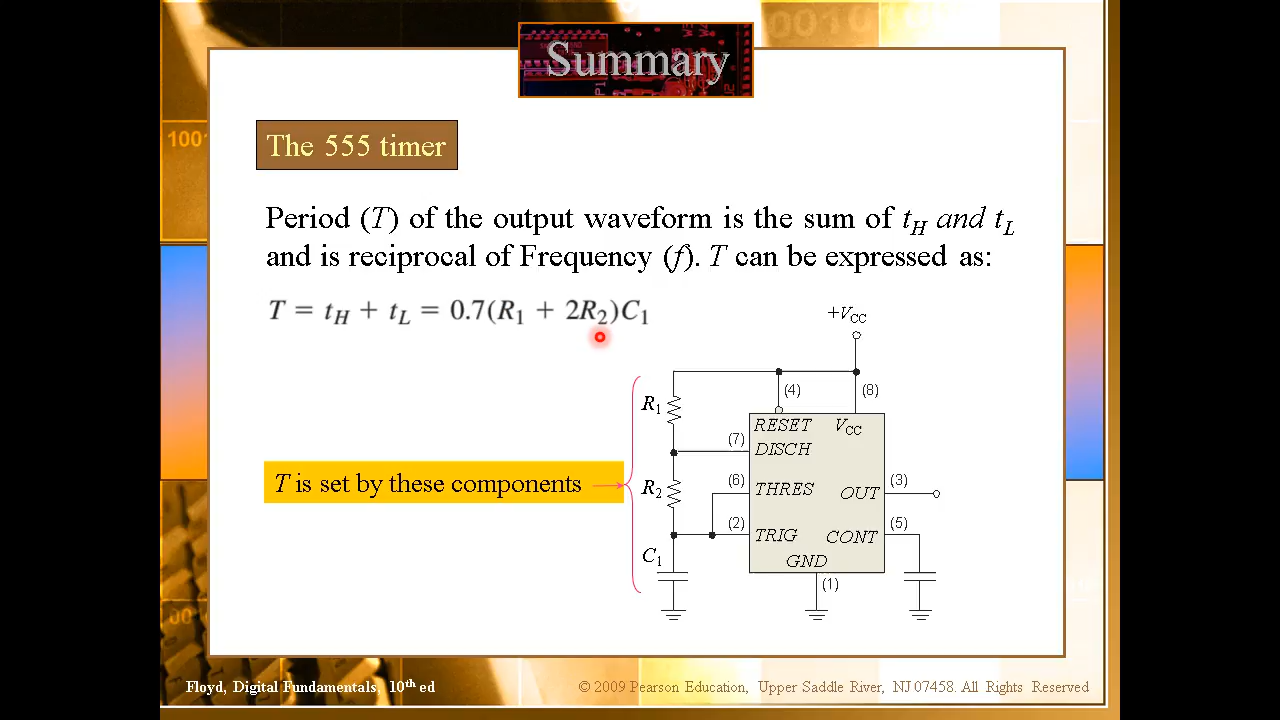 Summary
The 555 timer
Period (T) of the output waveform is the sum of tH and tL
and is reciprocal of Frequency (f). T can be expressed as:
T = tH + tL = 0.7(R1 + 2R2)C1
+VCC
(4) (8)
R1
RESET VCC
(7)
DISCH
T is set by these components
R2
(6)
THRES
(3)
OUT
(2)
TRIG
(5)
CONT
C1
GND
(1)
Floyd, Digital Fundamentals, 10th ed
© 2009 Pearson Education, Upper Saddle River, NJ 07458. All Rights Reserved